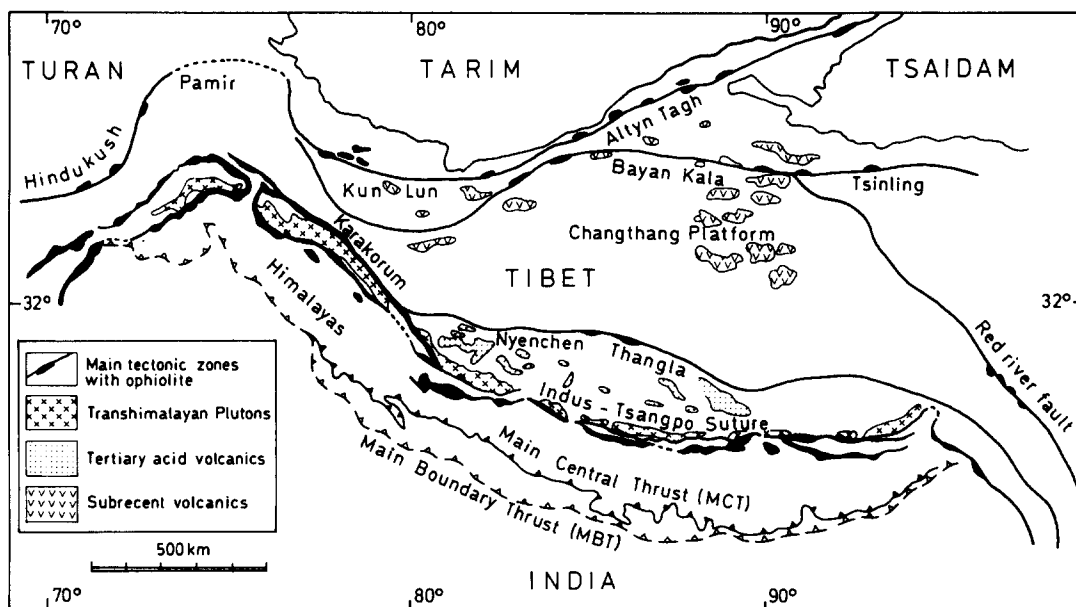 70°
80°
90°
TURAN
TARIM
TSAIDAM
Pamir
Hindukush
Altyn Tagh
Kun Lun
Bayan Kala
Tsinling
Changthang Platform
Karakorum
TIBET
32°
32°
Himalayas
Nyenchen Thangla
Red river fault
Indus-Tsangpo Suture
Main Central Thrust (MCT)
Main Boundary Thrust (MBT)
INDIA
Main tectonic zones
with ophiolite
Transhimalayan Plutons
Tertiary acid volcanics
Subrecent volcanics
500 km
70°
80°
90°